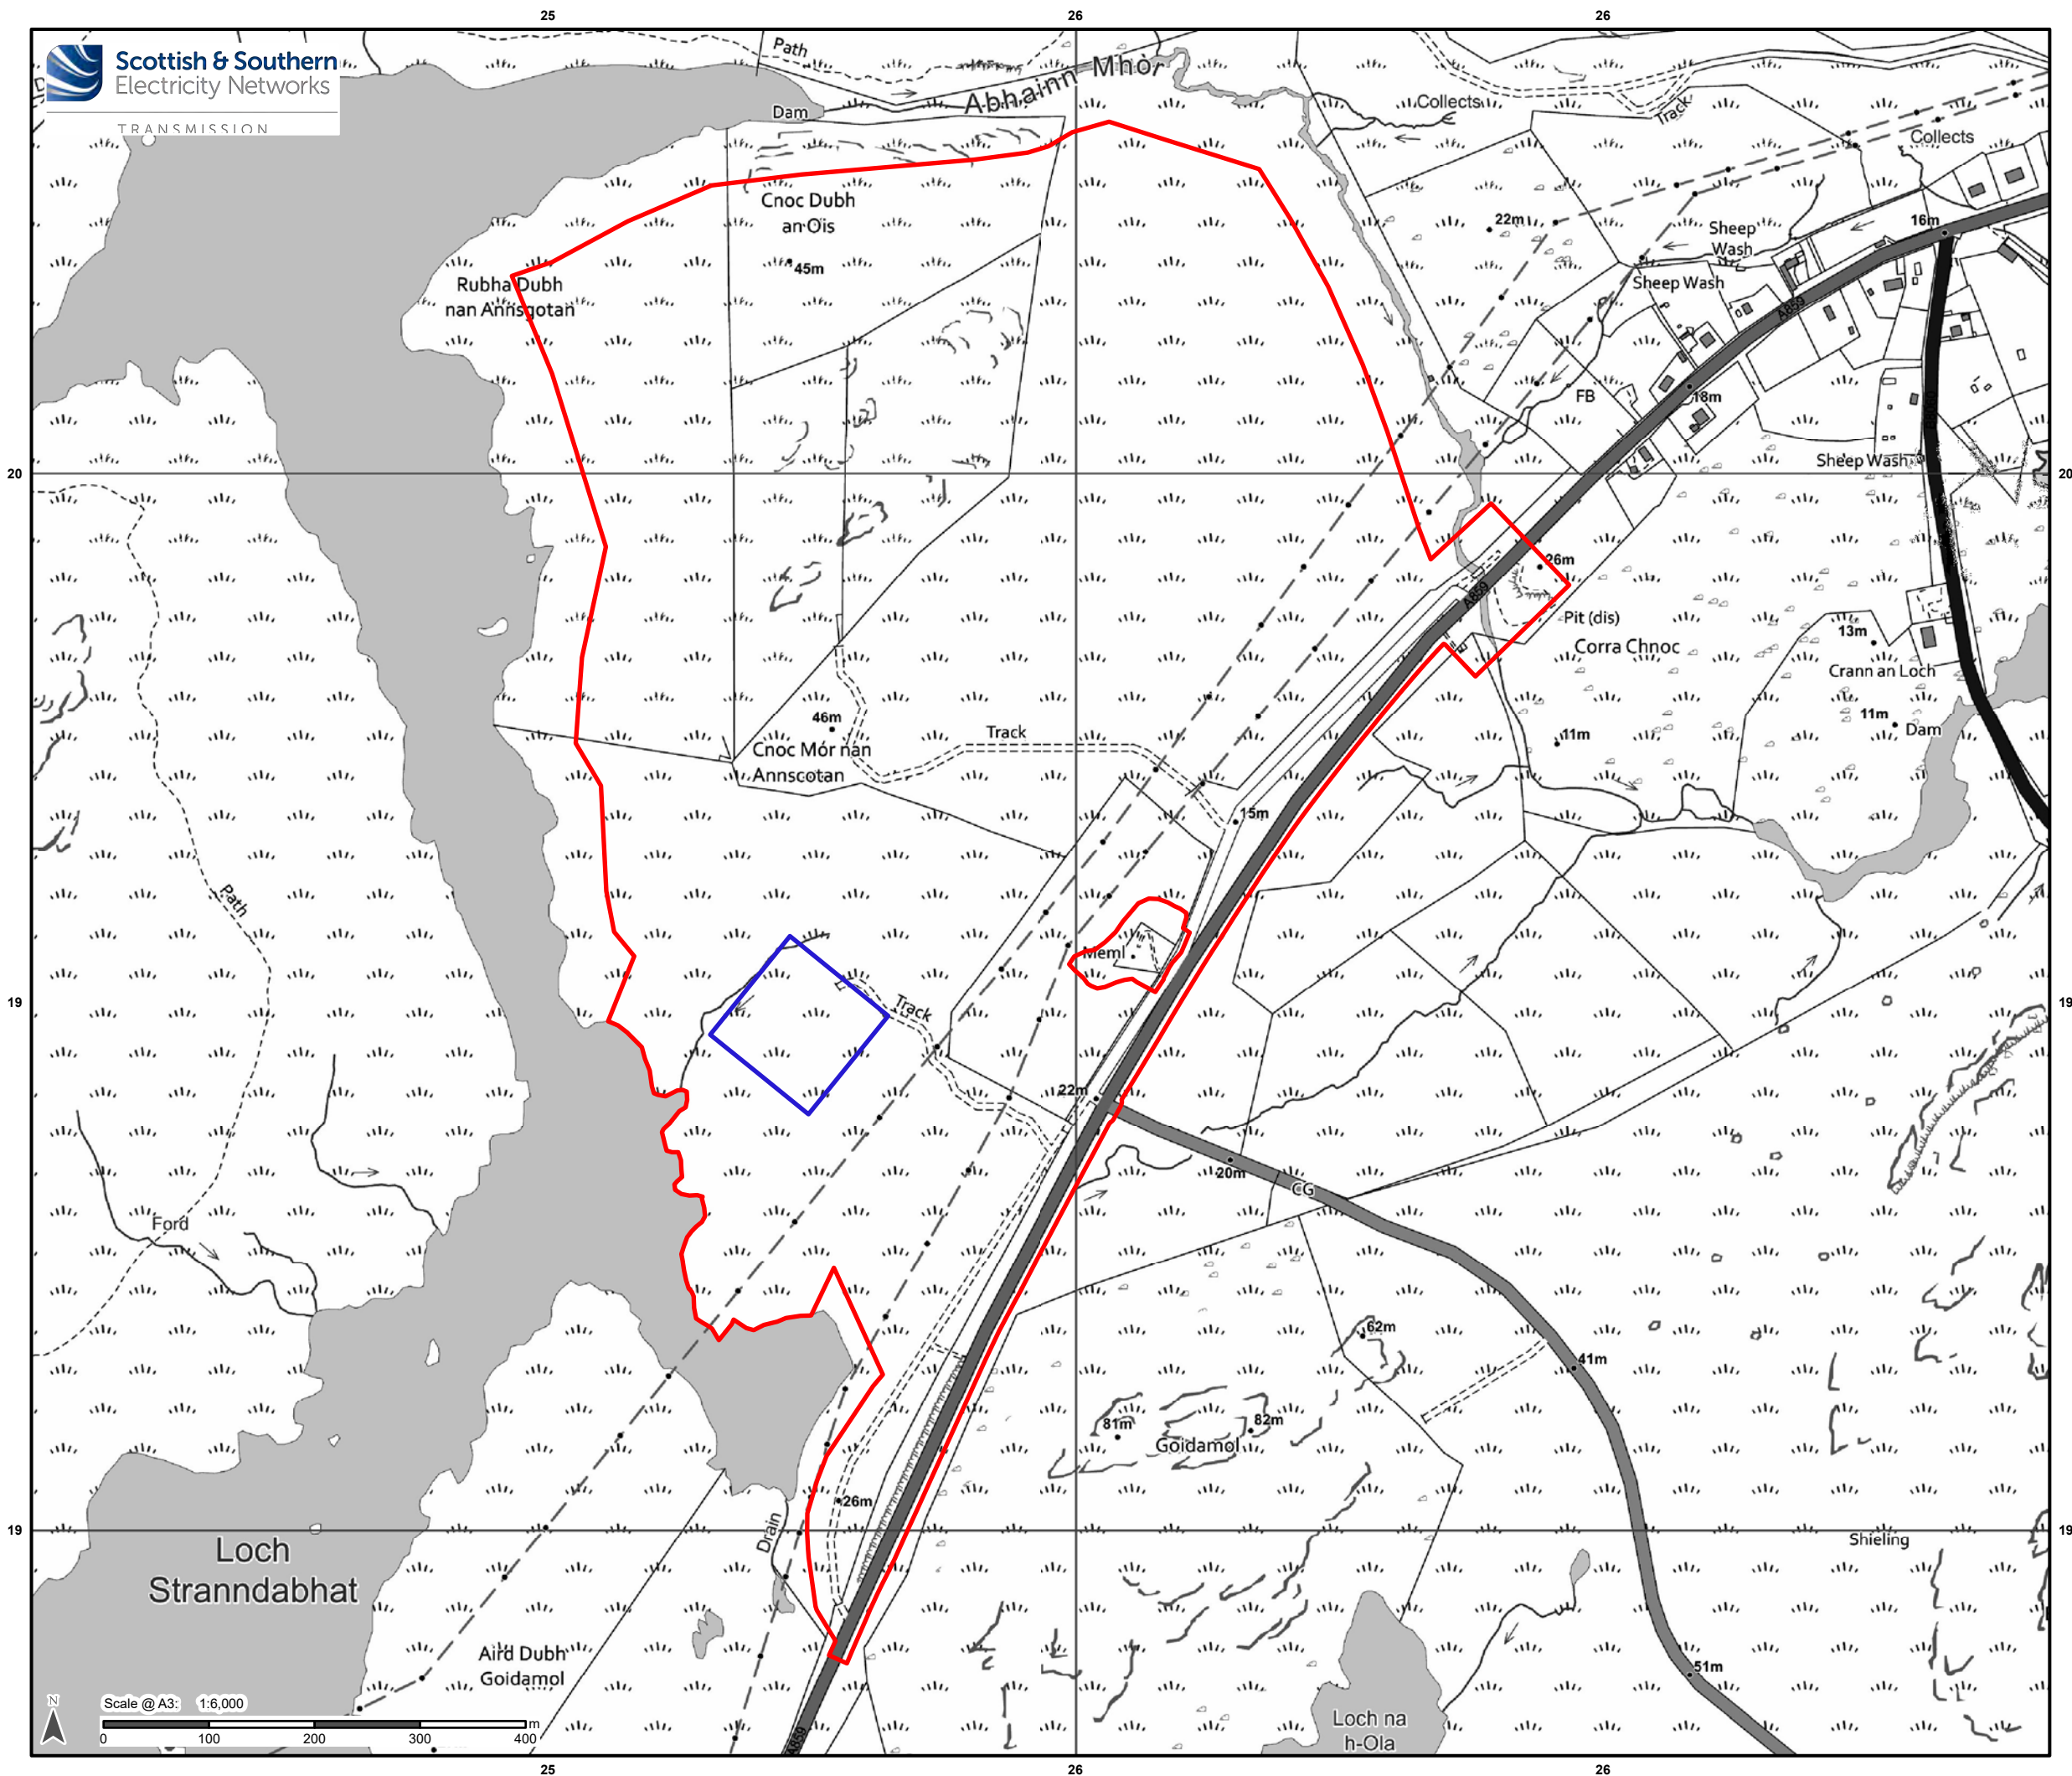 25
26
26
Scottish & Southern
Electricity Networks
TRANSMISSION
Path
Abhainn Mhòr
Dam
Collects
Track
Collects
Cnoc Dubh
an Ois
45m
22m
Sheep
Wash
16m
Rubha Dubh
nan Annsgotan
Sheep Wash
A859
FB
18m
20
20
Sheep Wash
26m
A859
Pit (dis)
Corra Chnoc
13m
Crann an Loch
46m
Cnoc Mór nan
Annscotan
Track
11m
11m
Dam
15m
Path
Meml
Track
19
19
22m
20m
CG
Ford
62m
41m
81m
82m
Goidamol
26m
Drain
19
19
Loch
Stranndabhat
Shieling
Aird Dubh
Goidamol
51m
Loch na
h-Ola
A859
N
Scale @ A3: 1:6,000
0 100 200 300 400 m
25
26
26